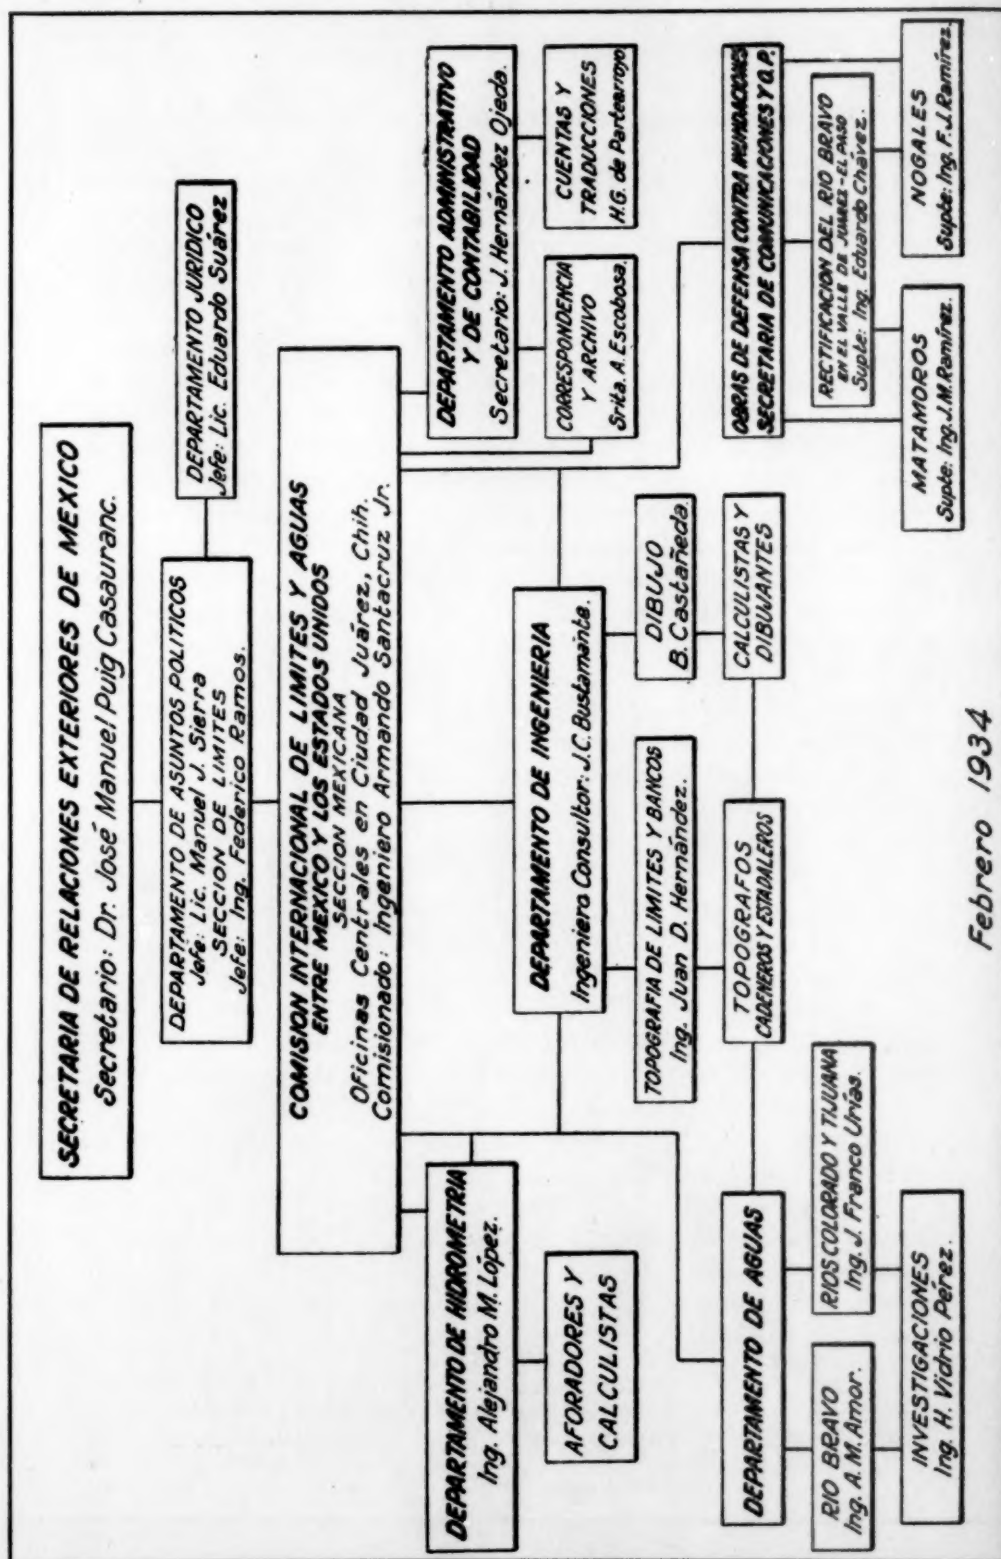 SECRETARIA DE RELACIONES EXTERIORES DE MEXICO
Secretario: Dr. José Manuel Puig Casauranc.
DEPARTAMENTO DE ASUNTOS POLITICOS
Jefe: Lic. Manuel J. Sierra
SECCION DE LIMITES
Jefe: Ing. Federico Ramos.
DEPARTAMENTO JURIDICO
Jefe: Lic. Eduardo Suárez
COMISION INTERNACIONAL DE LIMITES Y AGUAS
ENTRE MEXICO Y LOS ESTADOS UNIDOS
SECCION MEXICANA
Oficinas Centrales en Ciudad Juárez, Chih.
Comisionado: Ingeniero Armando Santacruz Jr.
DEPARTAMENTO DE HIDROMETRIA
Ing. Alejandro M. López.
AFORADORES Y
CALCULISTAS
DEPARTAMENTO DE INGENIERIA
Ingeniero Consultor: J.C. Bustamante.
DEPARTAMENTO ADMINISTRATIVO
Y DE CONTABILIDAD
Secretario: J. Hernández Ojeda.
CORRESPONDENCIA
Y ARCHIVO
Srita. A. Escobosa.
CUENTAS Y
TRADUCCIONES
H.G. de Partearroyo
TOPOGRAFIA DE LIMITES Y BANCOS
Ing. Juan D. Hernández.
DIBUJO
B. Castañeda.
DEPARTAMENTO DE AGUAS
TOPOGRAFOS
CADENEROS Y ESTADALEROS
CALCULISTAS Y
DIBUJANTES
OBRAS DE DEFENSA CONTRA INUNDACIONES
SECRETARIA DE COMUNICACIONES Y O.P.
RIO BRAVO
Ing. A.M. Amor.
RIOS COLORADO Y TIJUANA
Ing. J. Franco Urías.
RECTIFICACION DEL RIO BRAVO
EN EL VALLE DE JUAREZ-EL PASO
Supte: Ing. Eduardo Chávez.
INVESTIGACIONES
Ing. H. Vidrio Pérez.
MATAMOROS
Supte: Ing. J.M. Ramírez.
NOGALES
Supte: Ing. F.J. Ramírez.
Febrero 1934